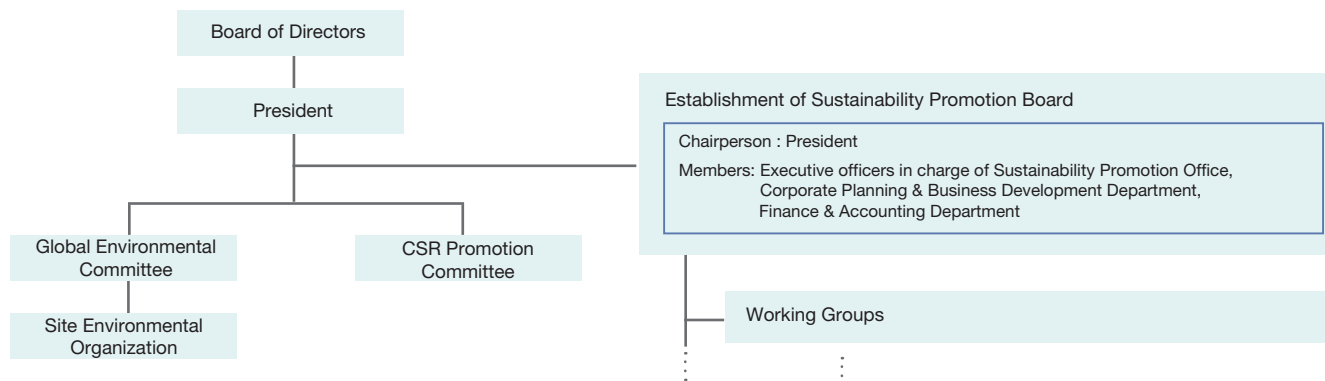 Board of Directors
President
Establishment of Sustainability Promotion Board
Chairperson : President
Members: Executive officers in charge of Sustainability Promotion Office,
Corporate Planning & Business Development Department,
Finance & Accounting Department
Global Environmental
Committee
CSR Promotion
Committee
Site Environmental
Organization
Working Groups